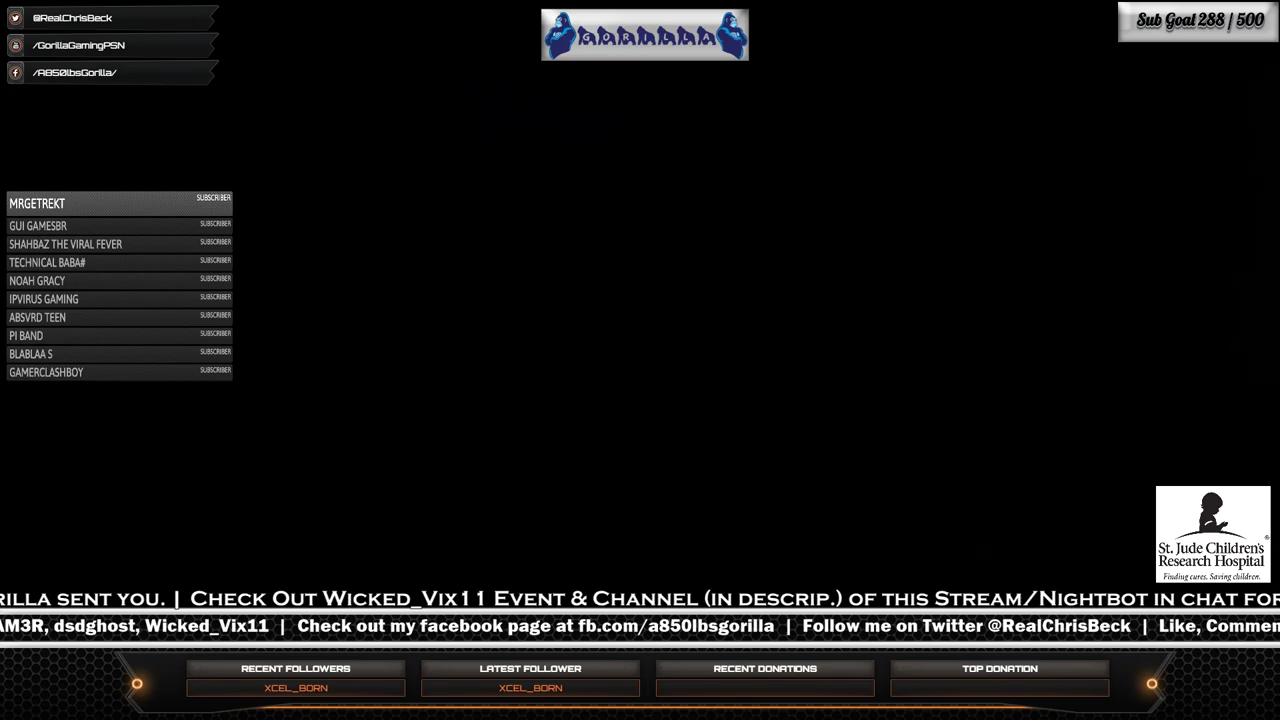 @RealChrisBeck
/GorillaGamingPSN
/A850lbsGorilla/
GORILLLA
Sub Goal 288 / 500
MRGETREKT SUBSCRIBER
GUI GAMESBR SUBSCRIBER
SHAHBAZ THE VIRAL FEVER SUBSCRIBER
TECHNICAL BABA# SUBSCRIBER
NOAH GRACY SUBSCRIBER
IPVIRUS GAMING SUBSCRIBER
ABSVRD TEEN SUBSCRIBER
PI BAND SUBSCRIBER
BLABLAA S SUBSCRIBER
GAMERCLASHBOY SUBSCRIBER
St. Jude Children's
Research Hospital
Finding cures. Saving children.
RILLA SENT YOU. | CHECK OUT WICKED_VIX11 EVENT & CHANNEL (IN DESCRIP.) OF THIS STREAM/NIGHTBOT IN CHAT FOR
AM3R, dsdghost, Wicked_Vix11 | Check out my facebook page at fb.com/a850lbsgorilla | Follow me on Twitter @RealChrisBeck | Like, Commen
RECENT FOLLOWERS LATEST FOLLOWER RECENT DONATIONS TOP DONATION
XCEL_BORN XCEL_BORN